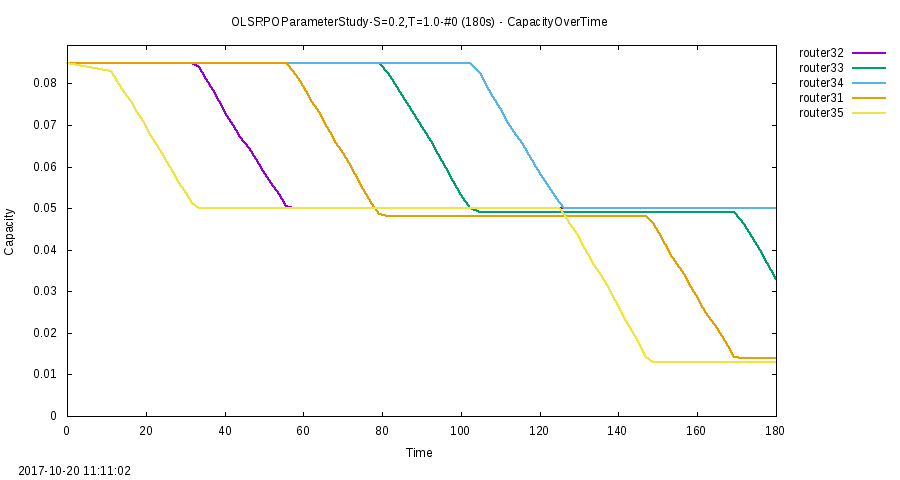 OLSRPOParameterStudy-S=0.2,T=1.0-#0 (180s) - CapacityOverTime
router32
router33
router34
router31
router35
0.08
0.07
0.06
0.05
0.04
0.03
0.02
0.01
0
Capacity
0 20 40 60 80 100 120 140 160 180
Time
2017-10-20 11:11:02